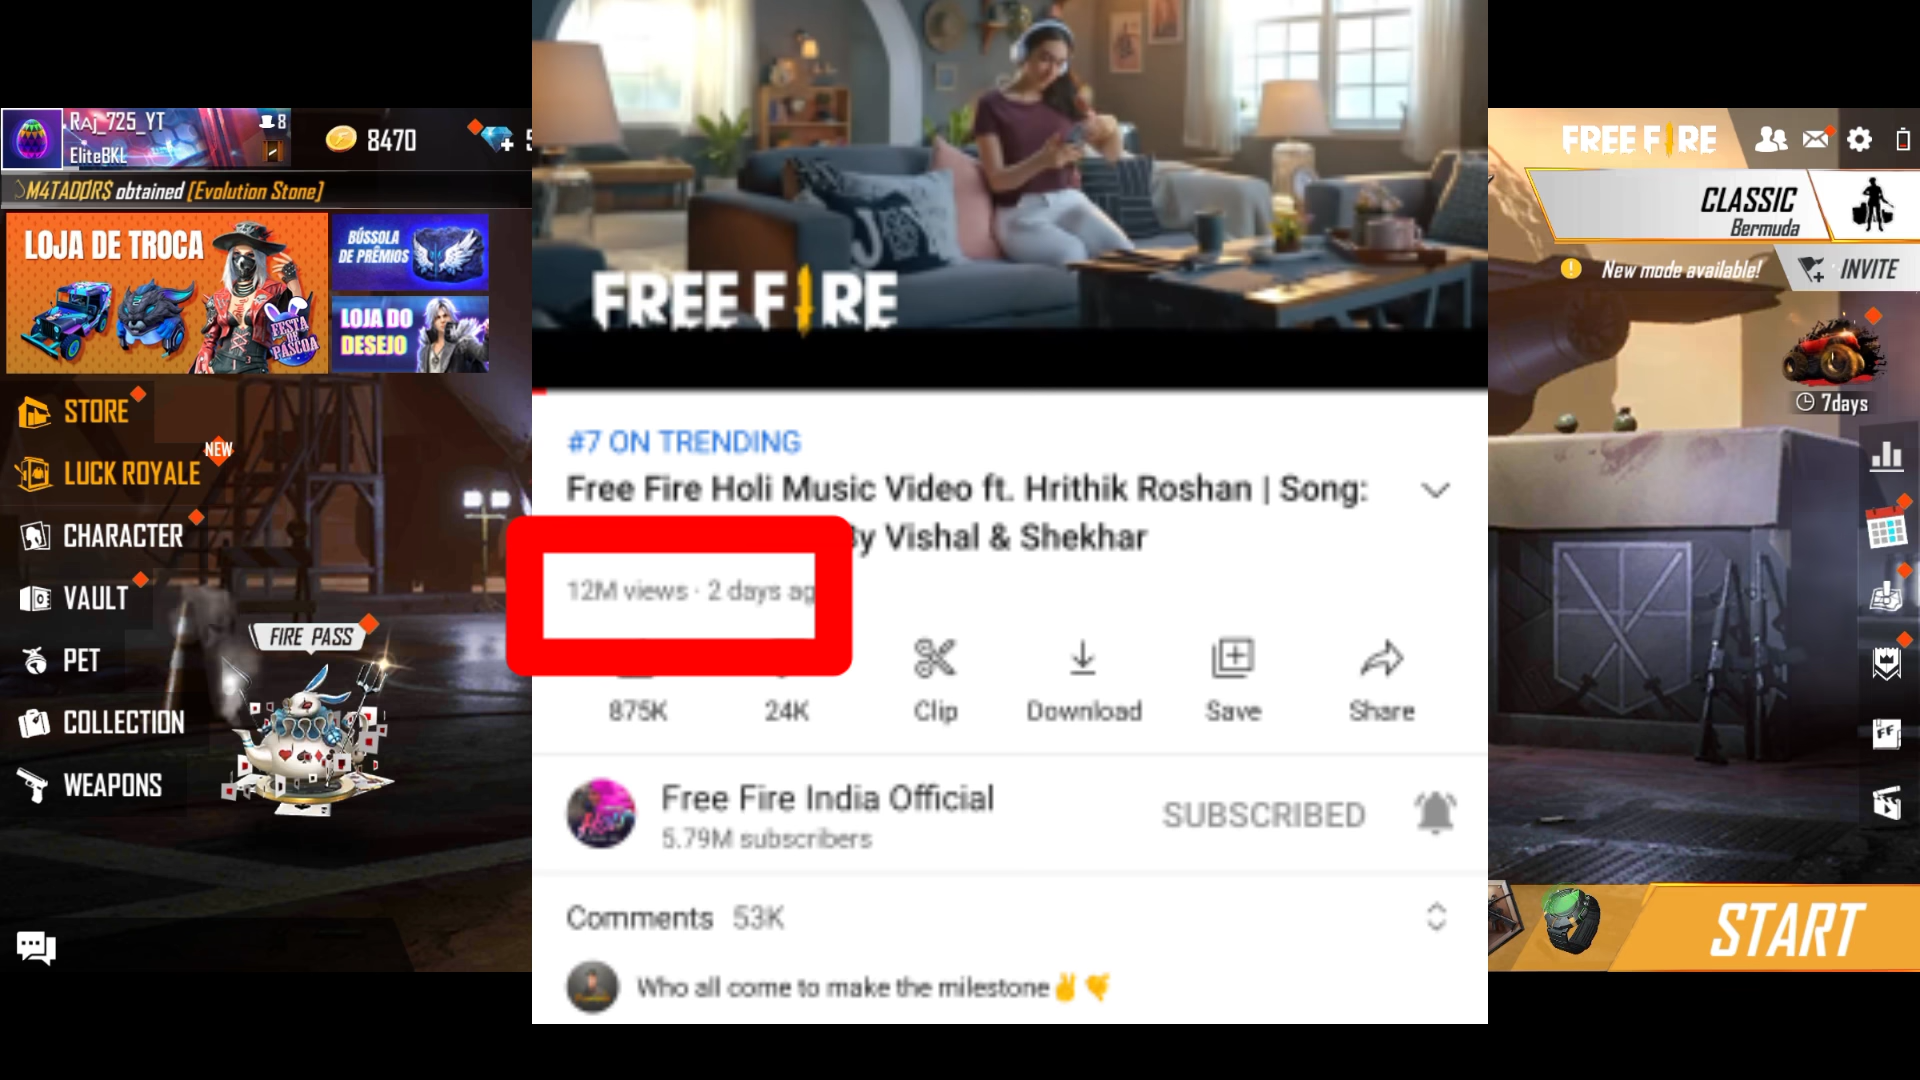 Raj_725_YT
8
EliteBKL
8470
M4TADØR$ obtained [Evolution Stone]
LOJA DE TROCA
FESTA DE PÁSCOA
BÚSSOLA
DE PRÊMIOS
LOJA DO
DESEJO
STORE
NEW
LUCK ROYALE
CHARACTER
VAULT
PET
COLLECTION
WEAPONS
FIRE PASS
FREE FIRE
#7 ON TRENDING
Free Fire Holi Music Video ft. Hrithik Roshan | Song:
By Vishal & Shekhar
12M views · 2 days ag
875K
24K
Clip
Download
Save
Share
Free Fire India Official
5.79M subscribers
SUBSCRIBED
Comments 53K
Who all come to make the milestone✌️
FREE FIRE
CLASSIC
Bermuda
New mode available!
INVITE
7days
FF
START